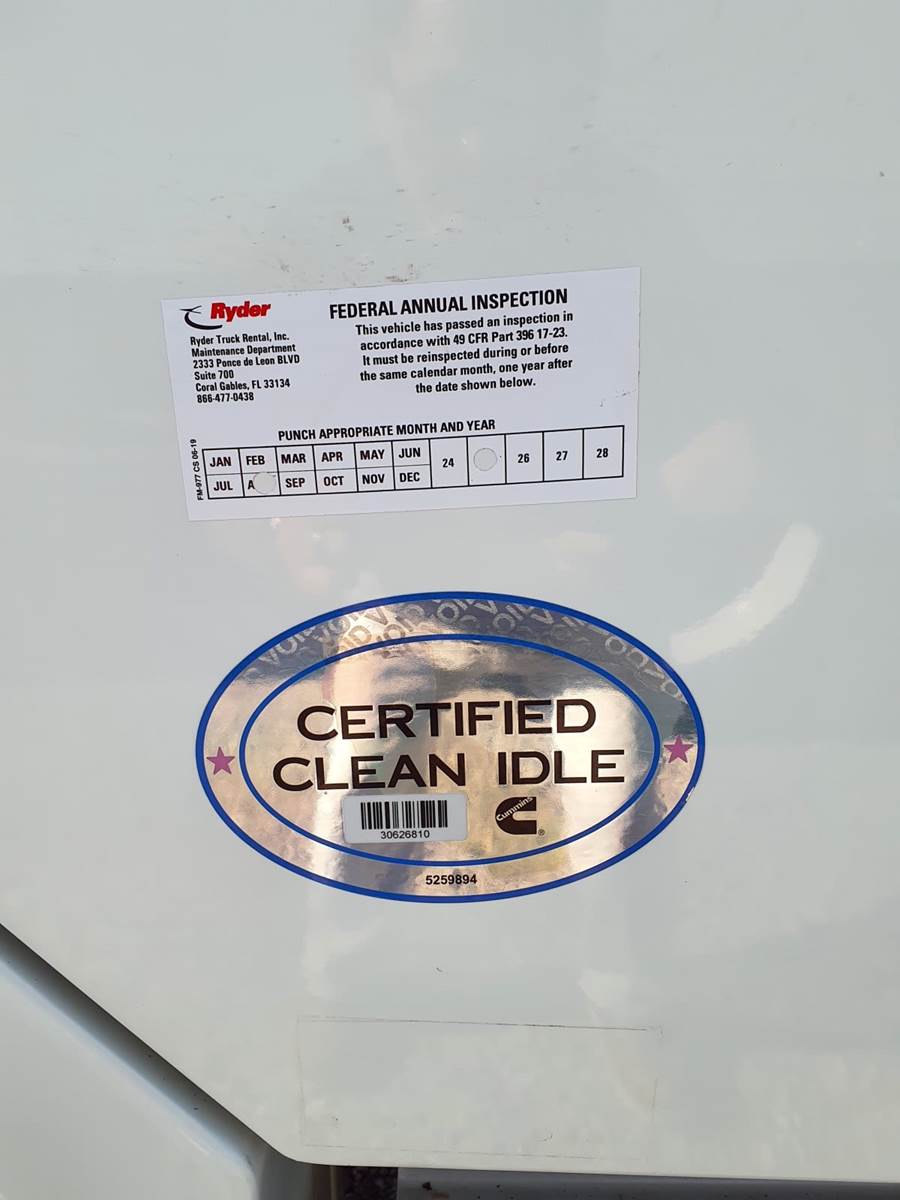 Ryder
Ryder Truck Rental, Inc.
Maintenance Department
2333 Ponce de Leon BLVD
Suite 700
Coral Gables, FL 33134
866-477-0438
FEDERAL ANNUAL INSPECTION
This vehicle has passed an inspection in
accordance with 49 CFR Part 396 17-23.
It must be reinspected during or before
the same calendar month, one year after
the date shown below.
PUNCH APPROPRIATE MONTH AND YEAR
FM-977 CS 06-19
JAN FEB MAR APR MAY JUN 24 26 27 28
JUL A SEP OCT NOV DEC
CERTIFIED
CLEAN IDLE
30626810
Cummins
®
5259894